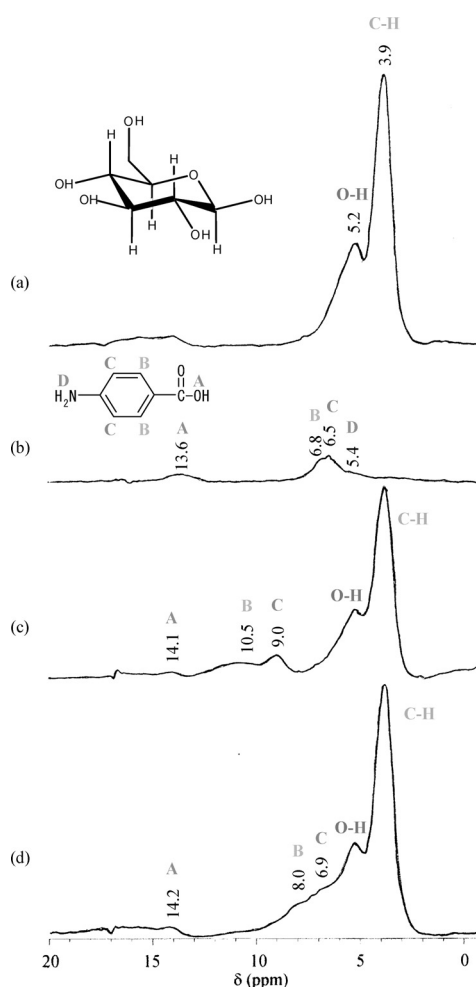 C-H
3.9
O-H
5.2
OH
H
H
OH
O
OH
OH
H
H
OH
H
(a)
C B
D
H2N
O
C-OH
A
C B
(b)
A
13.6
B
6.8
C
6.5
D
5.4
C-H
O-H
(c)
A
14.1
B
10.5
C
9.0
C-H
O-H
(d)
A
14.2
B
8.0
C
6.9
20 15 10 5 0
δ (ppm)